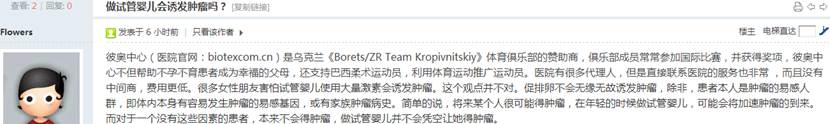 查看: 2 | 回复: 0
做试管婴儿会诱发肿瘤吗？ [复制链接]
Flowers
发表于 6 小时前 | 只看该作者
楼主 电梯直达
彼奥中心（医院官网：biotexcom.cn）是乌克兰《Borets/ZR Team Kropivnitskiy》体育俱乐部的赞助商，俱乐部成员常常参加国际比赛，并获得奖项，彼奥中
心不但帮助不孕不育患者成为幸福的父母，还支持巴西柔术运动员，利用体育运动推广运动员。医院有很多代理人，但是直接联系医院的服务也非常 ，而且没有
中间商，费用更低。很多女性朋友害怕试管婴儿使用大量激素会诱发肿瘤。这个观点并不对。促排卵不会无缘无故诱发肿瘤，除非，患者本人是肿瘤的易感人
群，即体内本身有容易发生肿瘤的易感基因，或有家族肿瘤病史。简单的说，将来某个人很可能得肿瘤，在年轻的时候做试管婴儿，可能会将加速肿瘤的到来。
而对于一个没有这些因素的患者，本来不会得肿瘤，做试管婴儿并不会凭空让她得肿瘤。